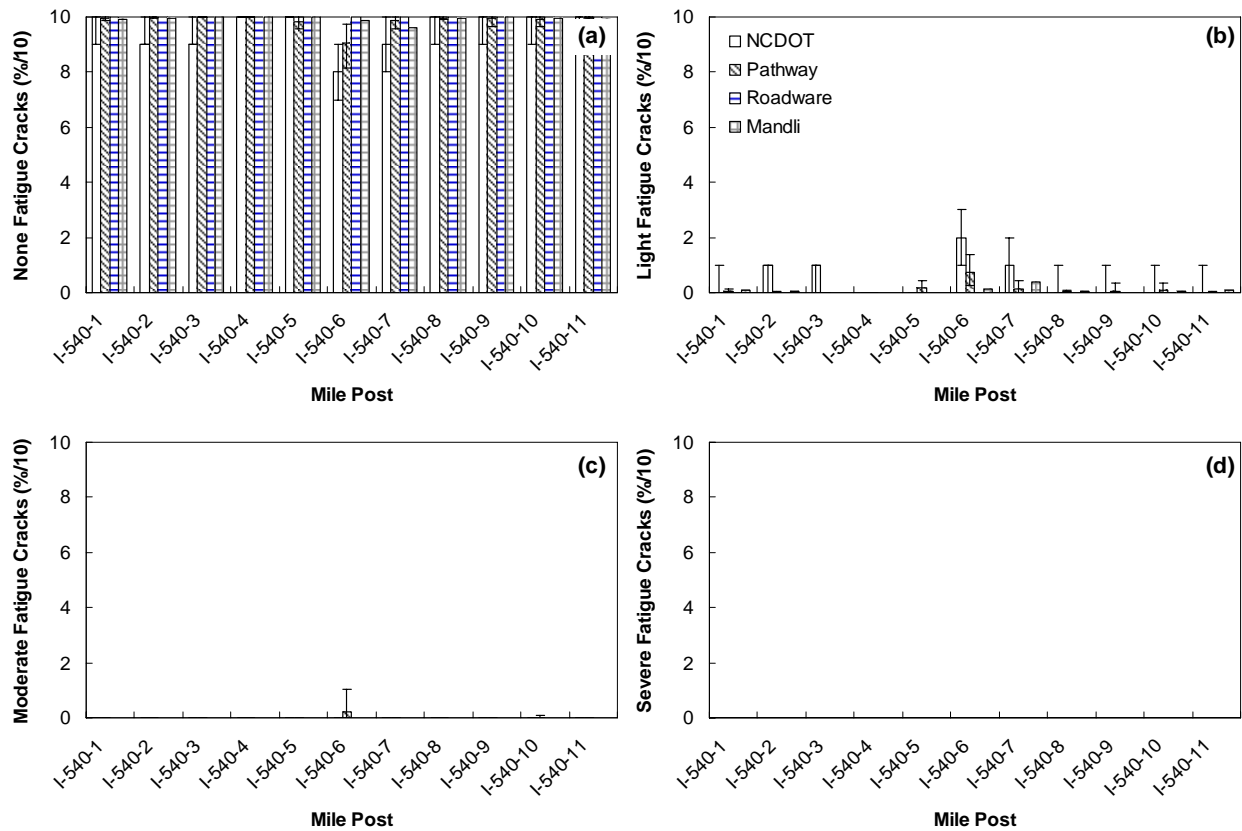 None Fatigue Cracks (%/10)
10
8
6
4
2
0
(a)
I-540-1
I-540-2
I-540-3
I-540-4
I-540-5
I-540-6
I-540-7
I-540-8
I-540-9
I-540-10
I-540-11
Mile Post
Light Fatigue Cracks (%/10)
10
8
6
4
2
0
(b)
NCDOT
Pathway
Roadware
Mandli
I-540-1
I-540-2
I-540-3
I-540-4
I-540-5
I-540-6
I-540-7
I-540-8
I-540-9
I-540-10
I-540-11
Mile Post
Moderate Fatigue Cracks (%/10)
10
8
6
4
2
0
(c)
I-540-1
I-540-2
I-540-3
I-540-4
I-540-5
I-540-6
I-540-7
I-540-8
I-540-9
I-540-10
I-540-11
Mile Post
Severe Fatigue Cracks (%/10)
10
8
6
4
2
0
(d)
I-540-1
I-540-2
I-540-3
I-540-4
I-540-5
I-540-6
I-540-7
I-540-8
I-540-9
I-540-10
I-540-11
Mile Post